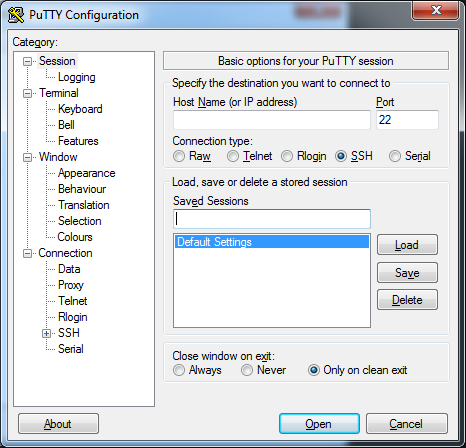 PuTTY Configuration
Category:
Session
Logging
Terminal
Keyboard
Bell
Features
Window
Appearance
Behaviour
Translation
Selection
Colours
Connection
Data
Proxy
Telnet
Rlogin
SSH
Serial
Basic options for your PuTTY session
Specify the destination you want to connect to
Host Name (or IP address) Port
22
Connection type:
Raw Telnet Rlogin SSH Serial
Load, save or delete a stored session
Saved Sessions
Default Settings
Load
Save
Delete
Close window on exit:
Always Never Only on clean exit
About Open Cancel